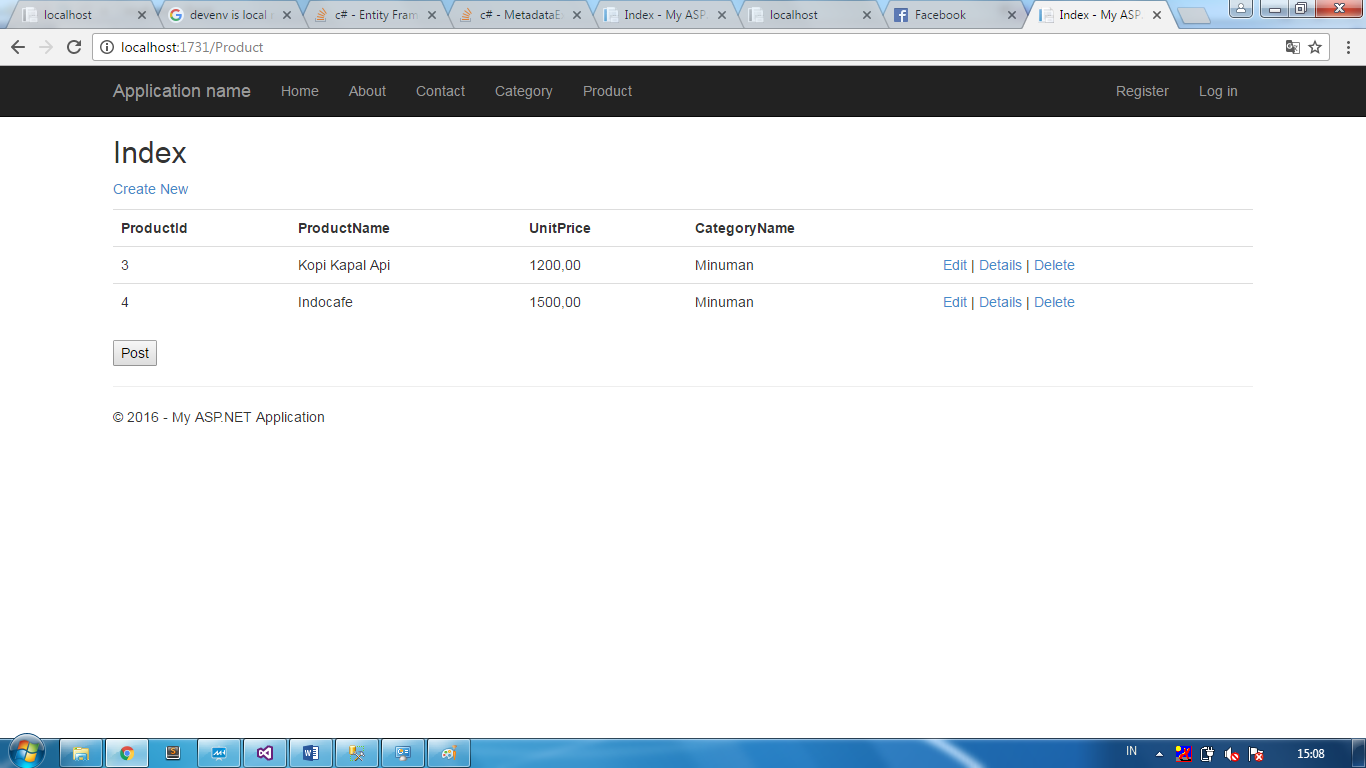 localhost devenv is local c# - Entity Fram c# - MetadataEx Index - My ASP. localhost Facebook Index - My ASP.
localhost:1731/Product
Application name Home About Contact Category Product Register Log in
Index
Create New
ProductId ProductName UnitPrice CategoryName
3 Kopi Kapal Api 1200,00 Minuman Edit | Details | Delete
4 Indocafe 1500,00 Minuman Edit | Details | Delete
Post
© 2016 - My ASP.NET Application
IN 15:08